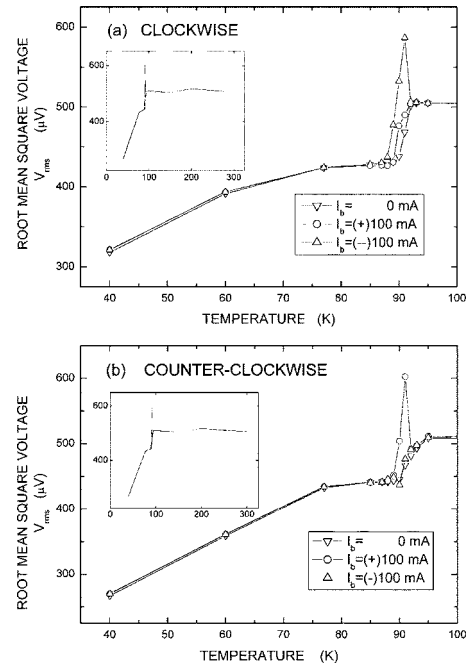 (a) CLOCKWISE
600
500
400
300
600
400
0
100
200
300
ROOT MEAN SQUARE VOLTAGE
Vrms (μV)
Ib= 0 mA
Ib=(+)100 mA
Ib=(--)100 mA
40
50
60
70
80
90
100
TEMPERATURE (K)
(b) COUNTER-CLOCKWISE
600
500
400
300
600
400
0
100
200
300
ROOT MEAN SQUARE VOLTAGE
Vrms (μV)
Ib= 0 mA
Ib=(+)100 mA
Ib=(-)100 mA
40
50
60
70
80
90
100
TEMPERATURE (K)